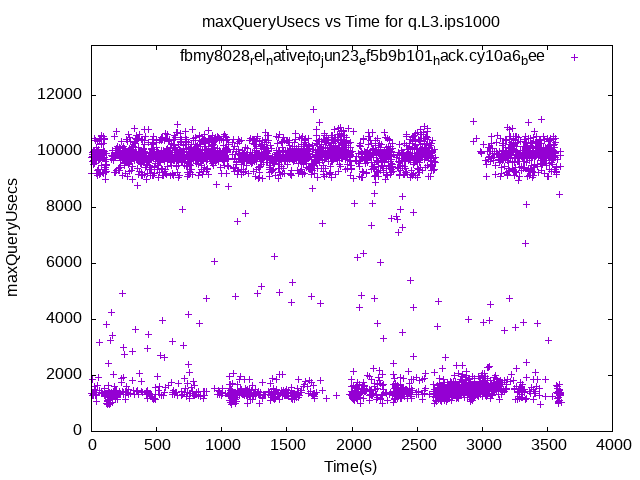 maxQueryUsecs vs Time for q.L3.ips1000
fbmy8028relnativeltojun23ef5b9b101hack.cy10a6bee
12000
10000
8000
6000
4000
2000
0
maxQueryUsecs
0 500 1000 1500 2000 2500 3000 3500 4000
Time(s)